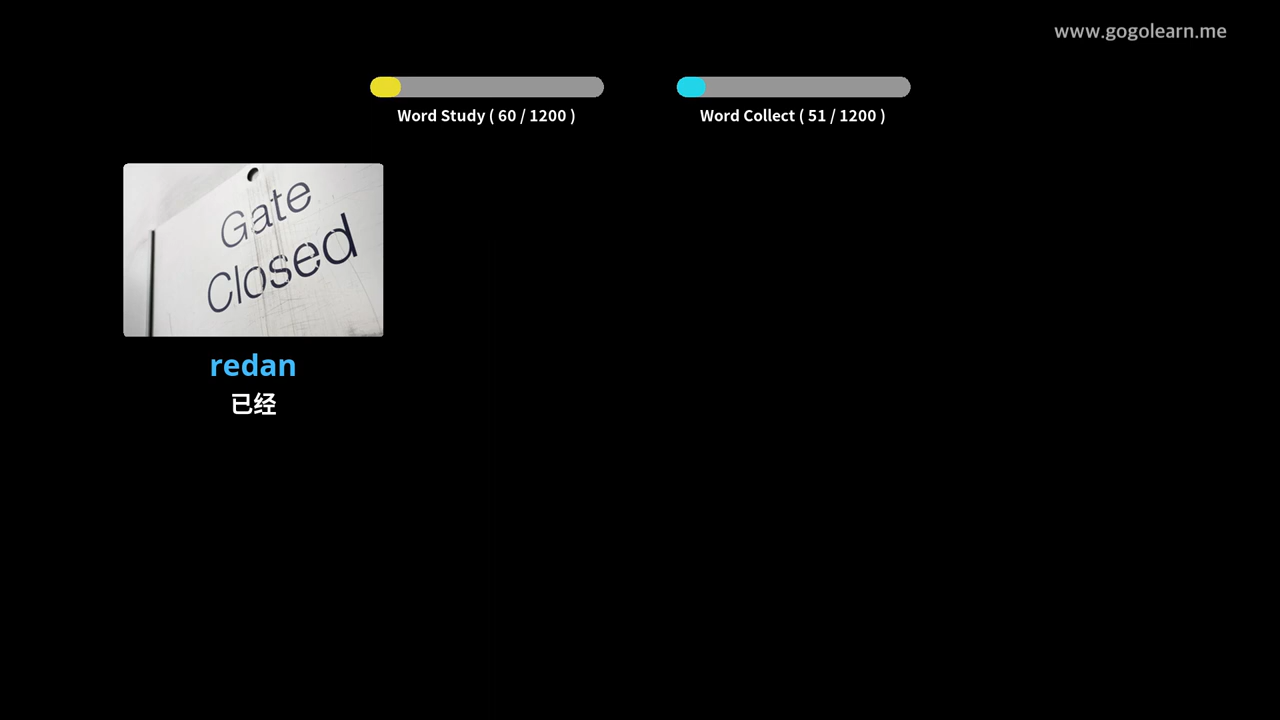 www.gogolearn.me
Word Study ( 60 / 1200 )
Word Collect ( 51 / 1200 )
Gate
Closed
redan
已经